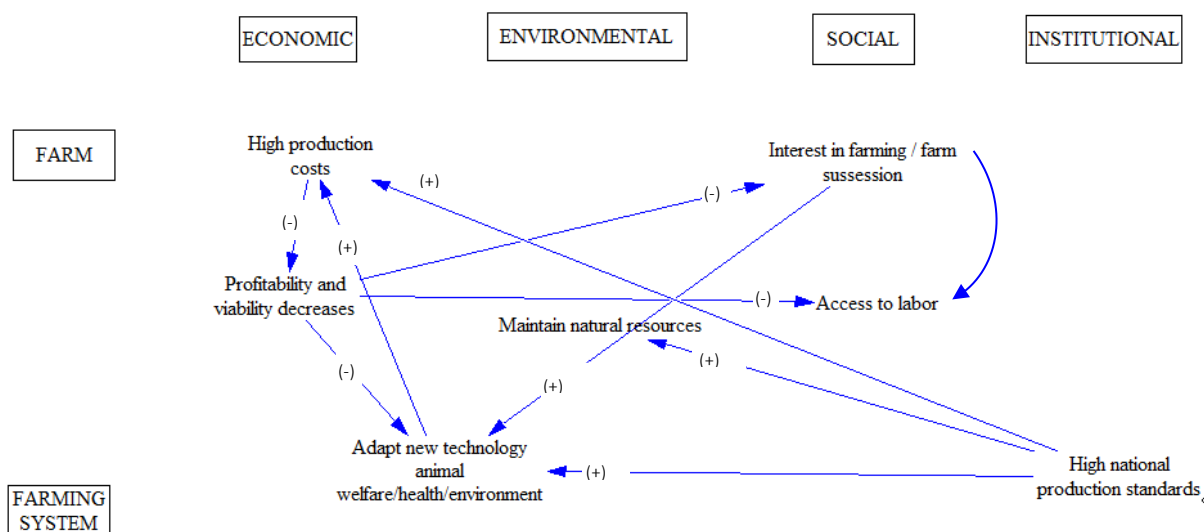 ECONOMIC
ENVIRONMENTAL
SOCIAL
INSTITUTIONAL
FARM
High production
costs
(+)
(-)
Interest in farming / farm
sussession
(-)
(+)
Profitability and
viability decreases
(-)
Access to labor
Maintain natural resources
(+)
(-)
(+)
Adapt new technology
animal
welfare/health/environment
(+)
High national
production standards
FARMING
SYSTEM